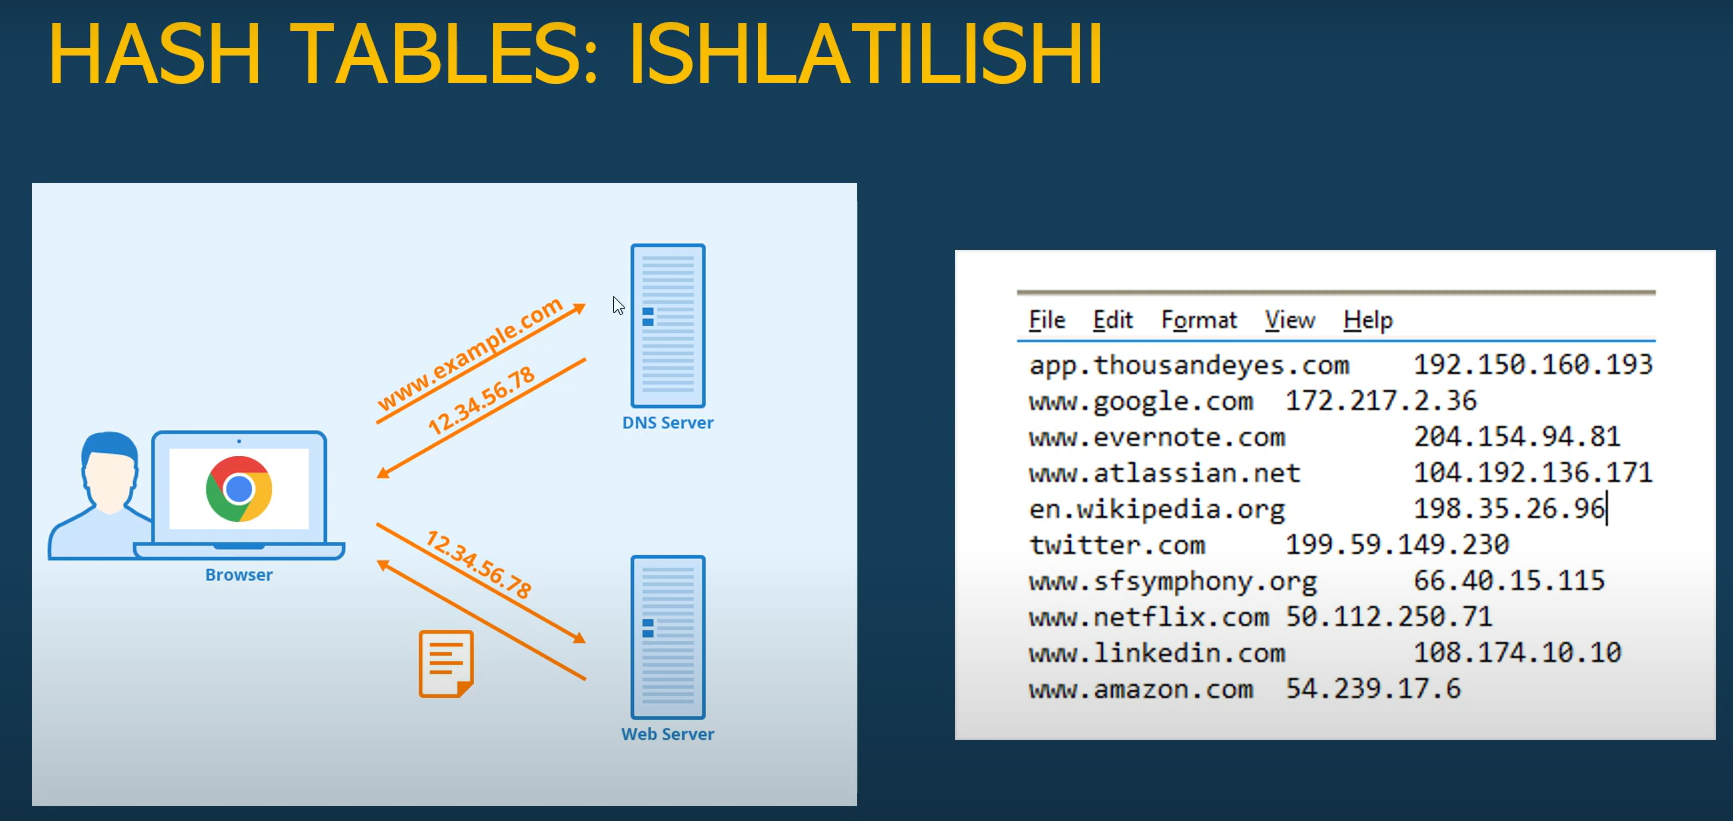 HASH TABLES: ISHLATILISHI
www.example.com
12.34.56.78
DNS Server
Browser
12.34.56.78
Web Server
File Edit Format View Help
app.thousandeyes.com 192.150.160.193
www.google.com 172.217.2.36
www.evernote.com 204.154.94.81
www.atlassian.net 104.192.136.171
en.wikipedia.org 198.35.26.96
twitter.com 199.59.149.230
www.sfsymphony.org 66.40.15.115
www.netflix.com 50.112.250.71
www.linkedin.com 108.174.10.10
www.amazon.com 54.239.17.6